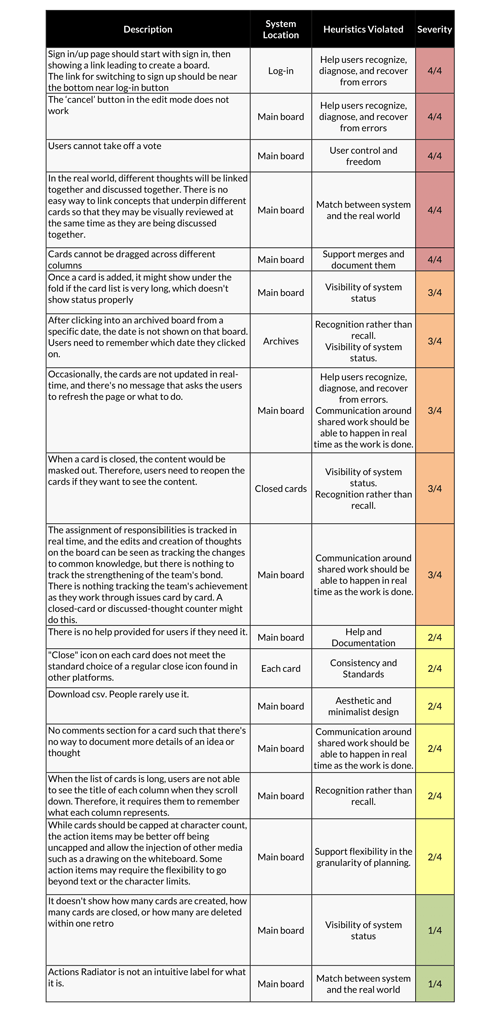 Description
System
Location
Heuristics Violated
Severity
Sign in/up page should start with sign in, then
showing a link leading to create a board.
The link for switching to sign up should be near
the bottom near log-in button
Log-in
Help users recognize,
diagnose, and recover
from errors
4/4
The 'cancel' button in the edit mode does not
work
Main board
Help users recognize,
diagnose, and recover
from errors
4/4
Users cannot take off a vote
Main board
User control and
freedom
4/4
In the real world, different thoughts will be linked
together and discussed together. There is no
easy way to link concepts that underpin different
cards so that they may be visually reviewed at
the same time as they are being discussed
together.
Main board
Match between system
and the real world
4/4
Cards cannot be dragged across different
columns
Main board
Support merges and
document them
4/4
Once a card is added, it might show under the
fold if the card list is very long, which doesn't
show status properly
Main board
Visibility of system
status
3/4
After clicking into an archived board from a
specific date, the date is not shown on that board.
Users need to remember which date they clicked
on.
Archives
Recognition rather than
recall.
Visibility of system
status.
3/4
Occasionally, the cards are not updated in real-
time, and there's no message that asks the users
to refresh the page or what to do.
Main board
Help users recognize,
diagnose, and recover
from errors.
Communication around
shared work should be
able to happen in real
time as the work is done.
3/4
When a card is closed, the content would be
masked out. Therefore, users need to reopen the
cards if they want to see the content.
Closed cards
Visibility of system
status.
Recognition rather than
recall.
3/4
The assignment of responsibilities is tracked in
real time, and the edits and creation of thoughts
on the board can be seen as tracking the changes
to common knowledge, but there is nothing to
track the strengthening of the team's bond.
There is nothing tracking the team's achievement
as they work through issues card by card. A
closed-card or discussed-thought counter might
do this.
Main board
Communication around
shared work should be
able to happen in real
time as the work is done.
3/4
There is no help provided for users if they need it.
Main board
Help and
Documentation
2/4
"Close" icon on each card does not meet the
standard choice of a regular close icon found in
other platforms.
Each card
Consistency and
Standards
2/4
Download csv. People rarely use it.
Main board
Aesthetic and
minimalist design
2/4
No comments section for a card such that there's
no way to document more details of an idea or
thought
Main board
Communication around
shared work should be
able to happen in real
time as the work is done.
2/4
When the list of cards is long, users are not able
to see the title of each column when they scroll
down. Therefore, it requires them to remember
what each column represents.
Main board
Recognition rather than
recall.
2/4
While cards should be capped at character count,
the action items may be better off being
uncapped and allow the injection of other media
such as a drawing on the whiteboard. Some
action items may require the flexibility to go
beyond text or the character limits.
Main board
Support flexibility in the
granularity of planning.
2/4
It doesn't show how many cards are created, how
many cards are closed, or how many are deleted
within one retro
Main board
Visibility of system
status
1/4
Actions Radiator is not an intuitive label for what
it is.
Main board
Match between system
and the real world
1/4